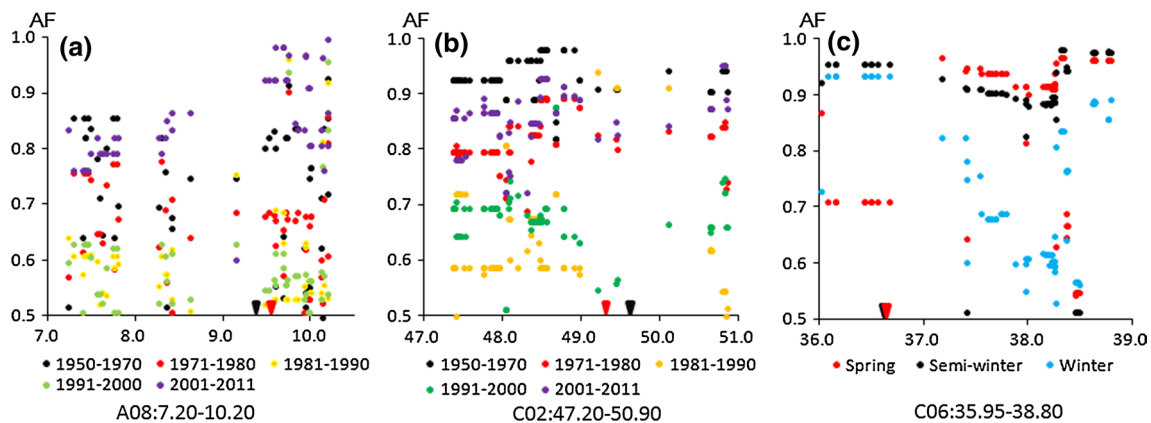 AF
(a)
1.0
0.9
0.8
0.7
0.6
0.5
7.0 8.0 9.0 10.0
1950-1970 1971-1980 1981-1990
1991-2000 2001-2011
A08:7.20-10.20
AF
(b)
1.0
0.9
0.8
0.7
0.6
0.5
47.0 48.0 49.0 50.0 51.0
1950-1970 1971-1980 1981-1990
1991-2000 2001-2011
C02:47.20-50.90
AF
(c)
1.0
0.9
0.8
0.7
0.6
0.5
36.0 37.0 38.0 39.0
Spring Semi-winter Winter
C06:35.95-38.80